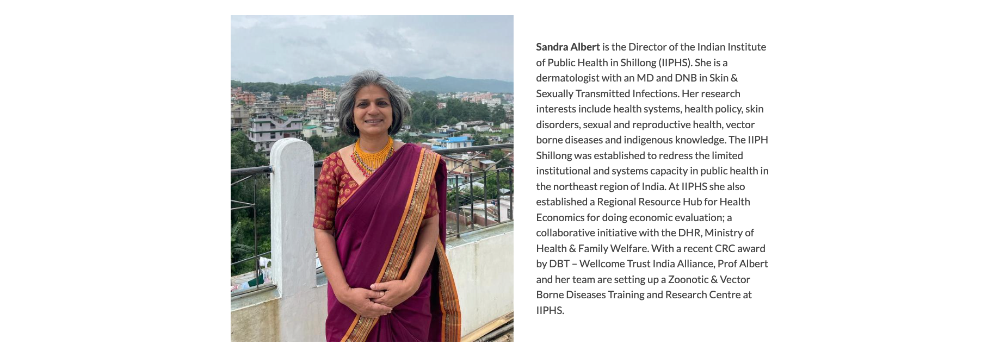 Sandra Albert is the Director of the Indian Institute
of Public Health in Shillong (IIPHS). She is a
dermatologist with an MD and DNB in Skin &
Sexually Transmitted Infections. Her research
interests include health systems, health policy, skin
disorders, sexual and reproductive health, vector
borne diseases and indigenous knowledge. The IIPH
Shillong was established to redress the limited
institutional and systems capacity in public health in
the northeast region of India. At IIPHS she also
established a Regional Resource Hub for Health
Economics for doing economic evaluation; a
collaborative initiative with the DHR, Ministry of
Health & Family Welfare. With a recent CRC award
by DBT – Wellcome Trust India Alliance, Prof Albert
and her team are setting up a Zoonotic & Vector
Borne Diseases Training and Research Centre at
IIPHS.